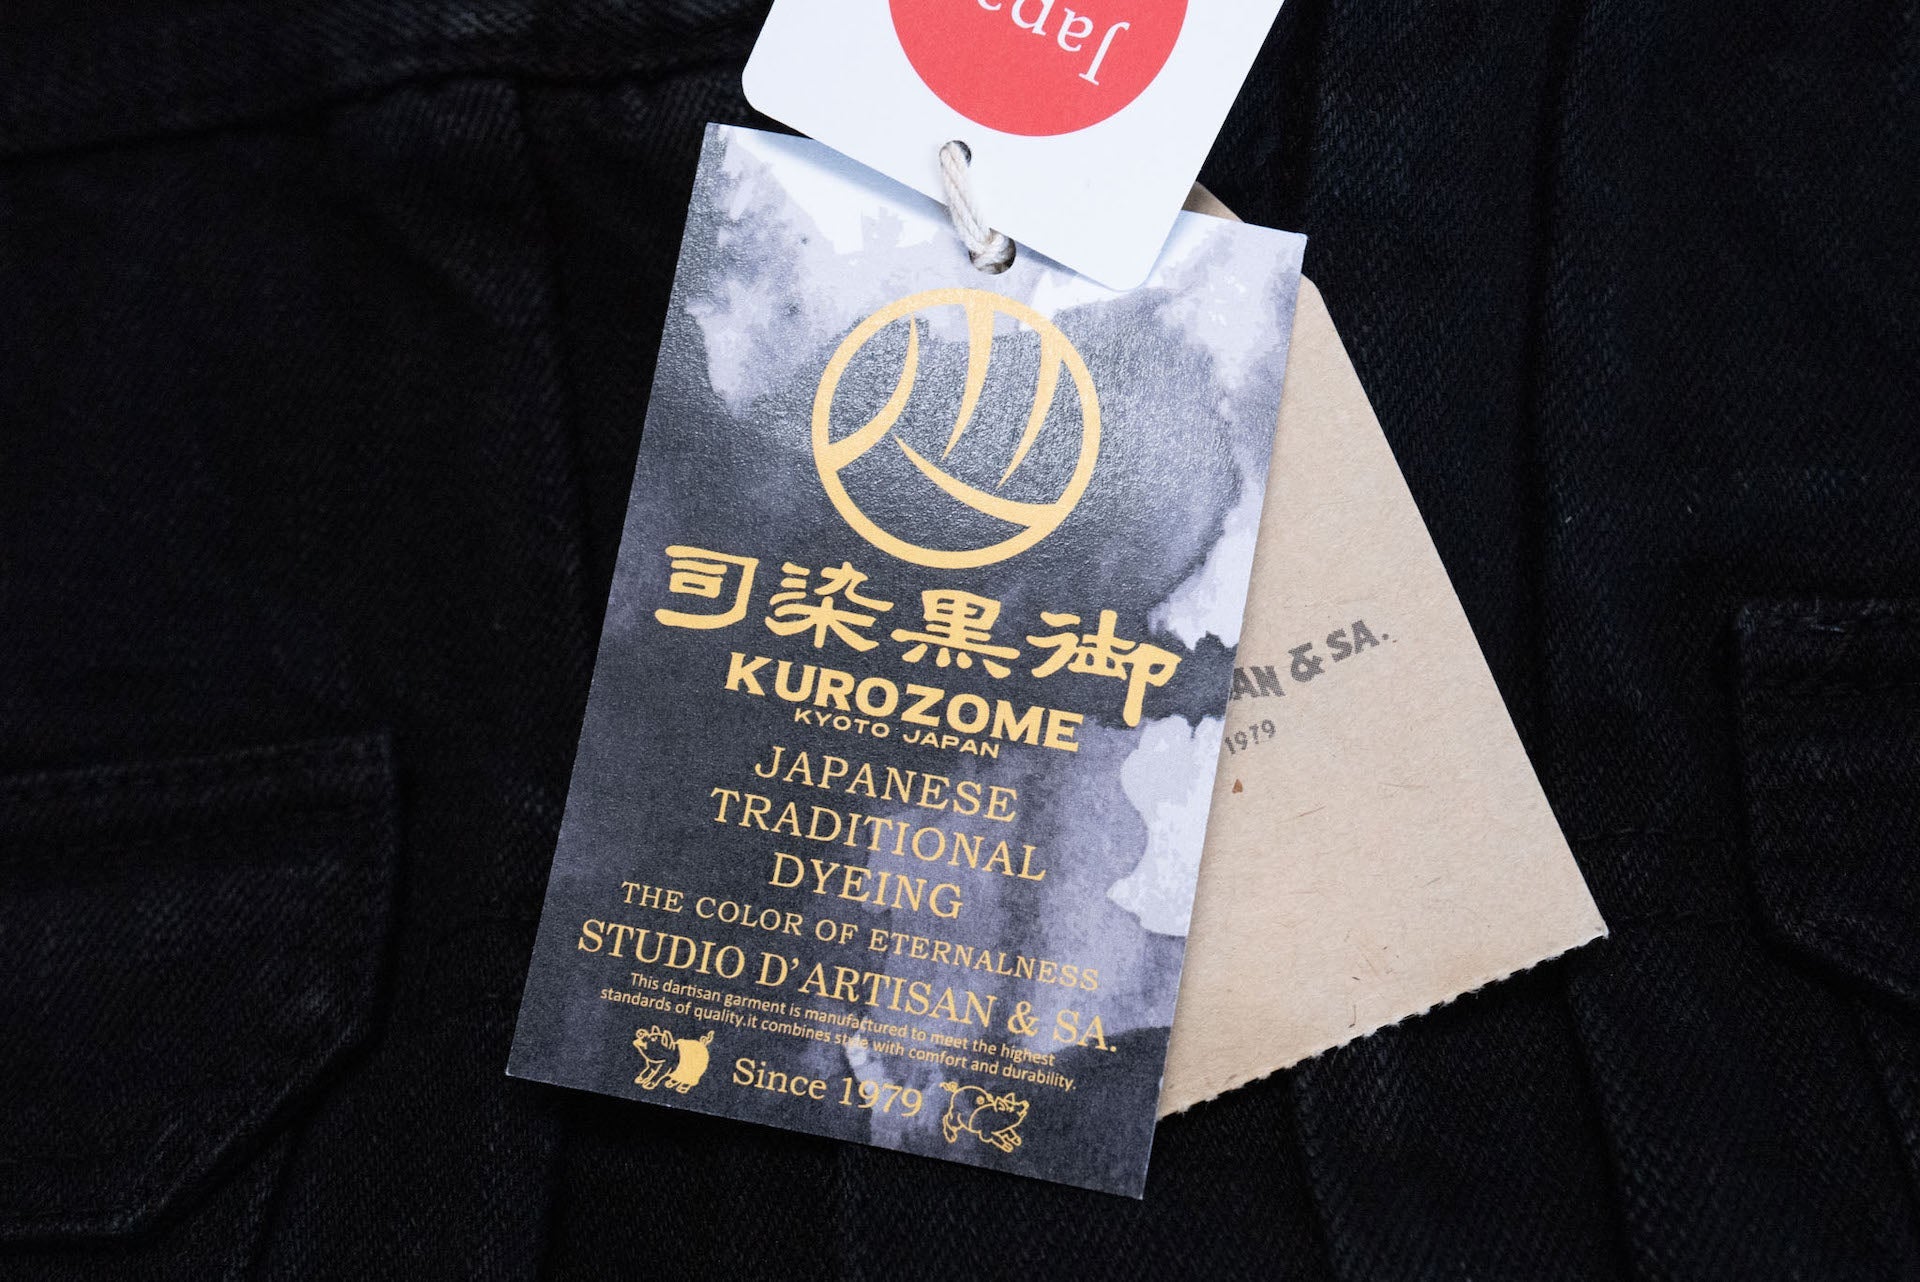 Japa
司染黒御
KUROZOME
KYOTO JAPAN
JAPANESE
TRADITIONAL
DYEING
THE COLOR OF ETERNALNESS
STUDIO D'ARTISAN & SA.
This dartisan garment is manufactured to meet the highest
standards of quality.it combines style with comfort and durability.
Since 1979
AN & SA.
1979